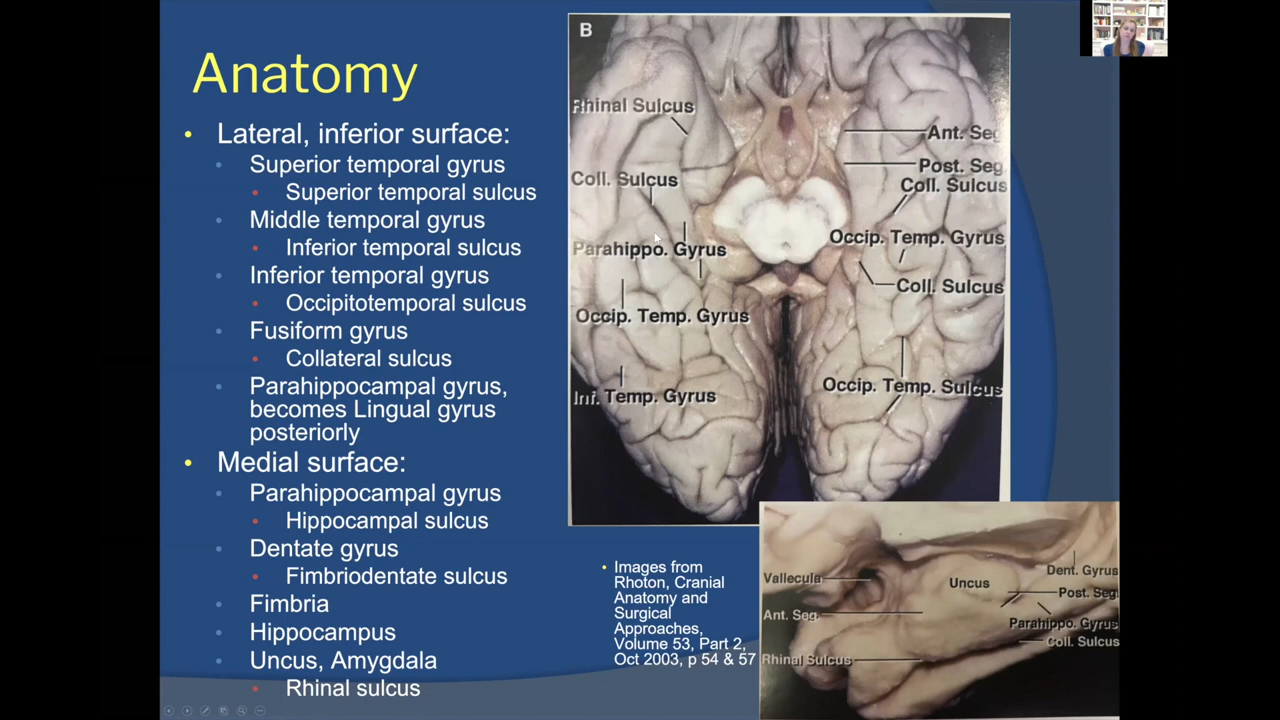 Anatomy
• Lateral, inferior surface:
• Superior temporal gyrus
• Superior temporal sulcus
• Middle temporal gyrus
• Inferior temporal sulcus
• Inferior temporal gyrus
• Occipitotemporal sulcus
• Fusiform gyrus
• Collateral sulcus
• Parahippocampal gyrus,
becomes Lingual gyrus
posteriorly
• Medial surface:
• Parahippocampal gyrus
• Hippocampal sulcus
• Dentate gyrus
• Fimbriodentate sulcus
• Fimbria
• Hippocampus
• Uncus, Amygdala
• Rhinal sulcus
B
Rhinal Sulcus
Coll. Sulcus
Parahippo. Gyrus
Occip. Temp. Gyrus
Inf. Temp. Gyrus
Ant. Seg
Post. Seg.
Coll. Sulcus
Occip. Temp. Gyrus
Coll. Sulcus
Occip. Temp. Sulcus
• Images from
Rhoton, Cranial
Anatomy and
Surgical
Approaches,
Volume 53, Part 2,
Oct 2003, p 54 & 57
Vallecula
Ant. Seg.
Rhinal Sulcus
Uncus
Dent. Gyrus
Post. Seg.
Parahippo. Gyrus
Coll. Sulcus